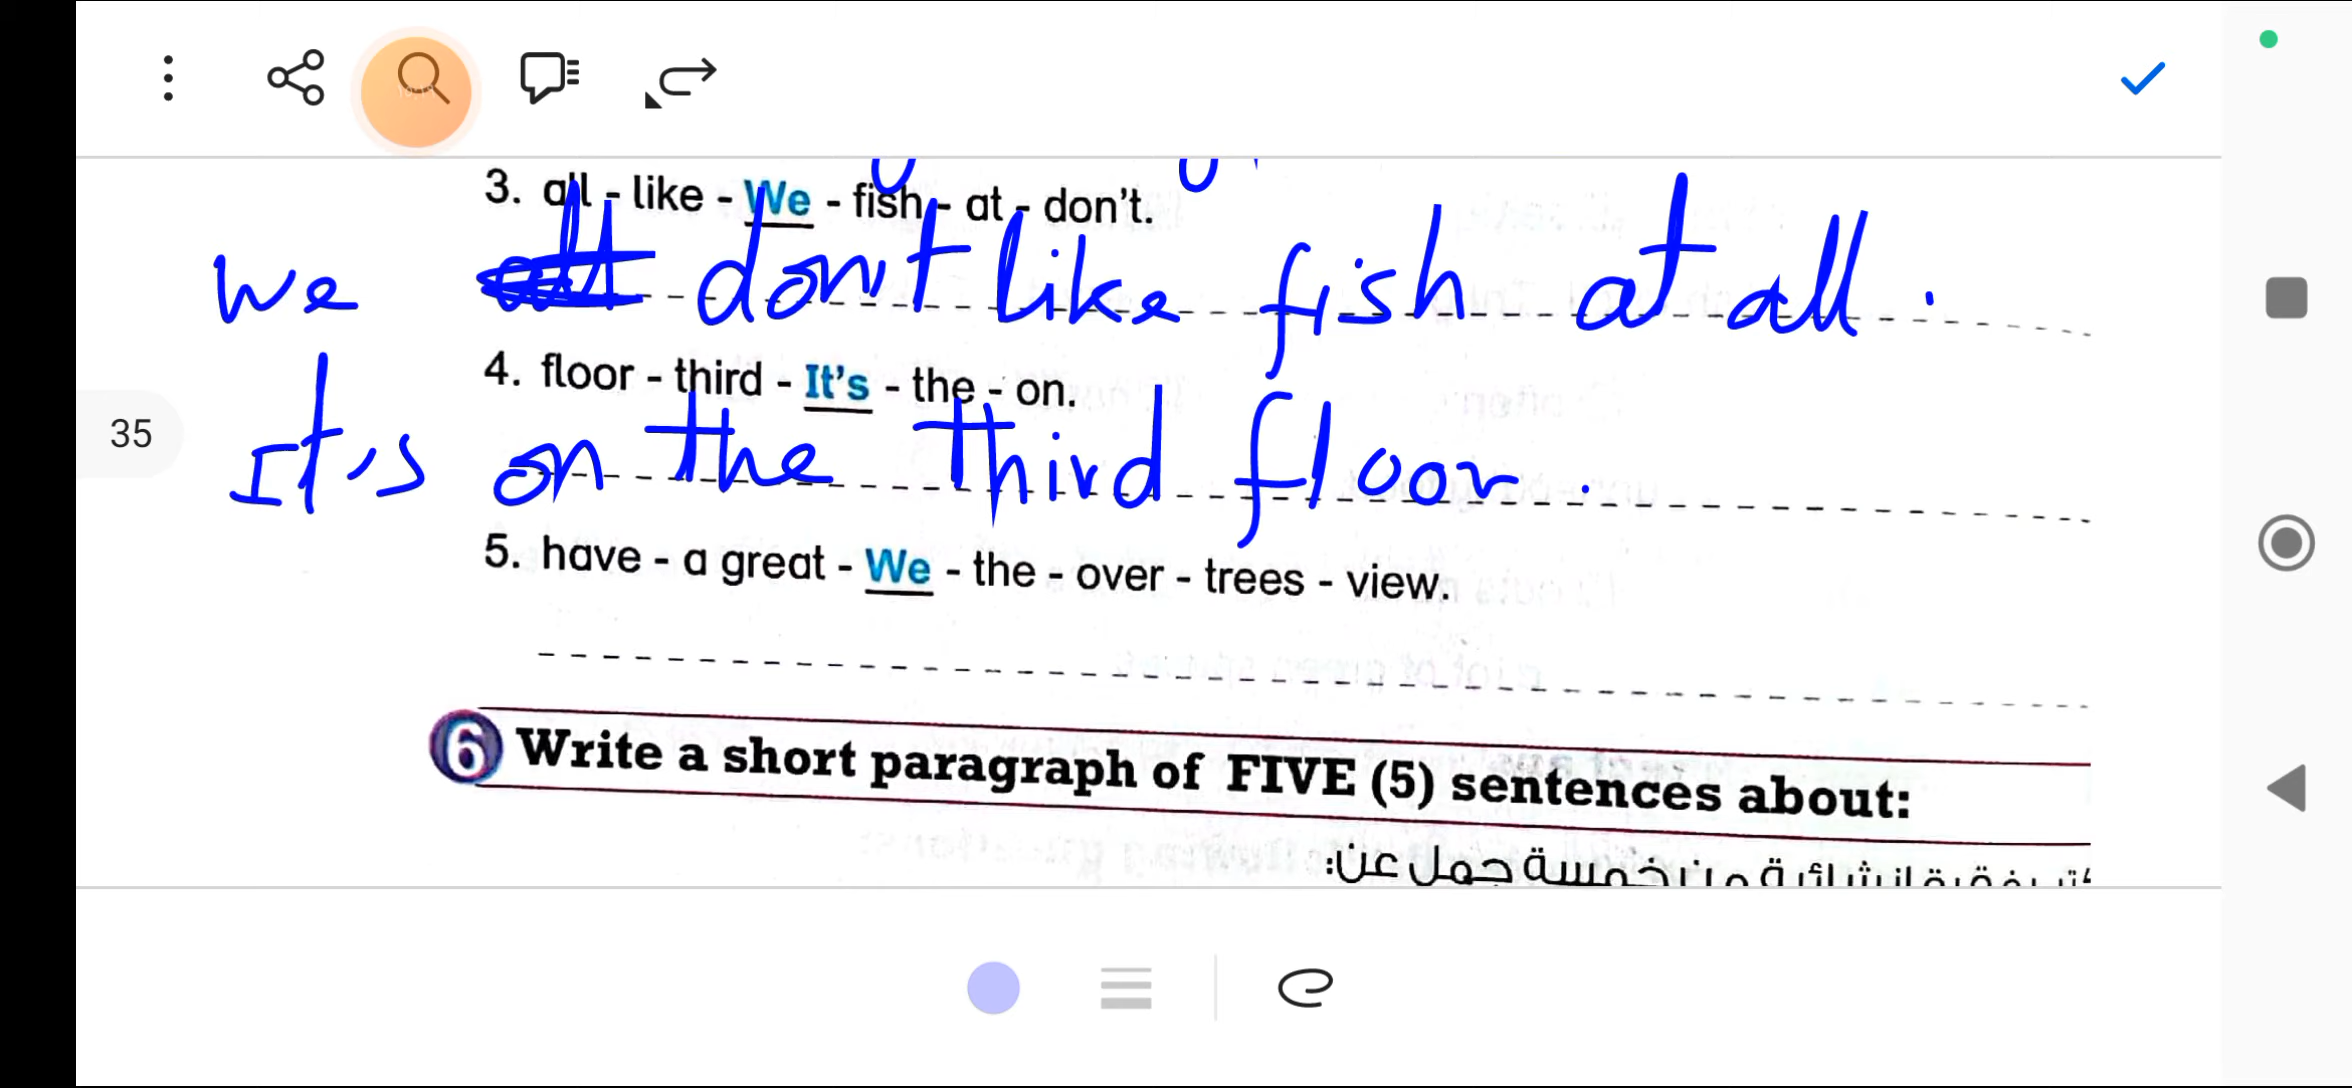 3. all - like - We - fish - at - don't.
we don't like fish at all.
4. floor - third - It's - the - on.
It's on the third floor.
35
5. have - a great - We - the - over - trees - view.
6 Write a short paragraph of FIVE (5) sentences about:
خمسة جمل عن: